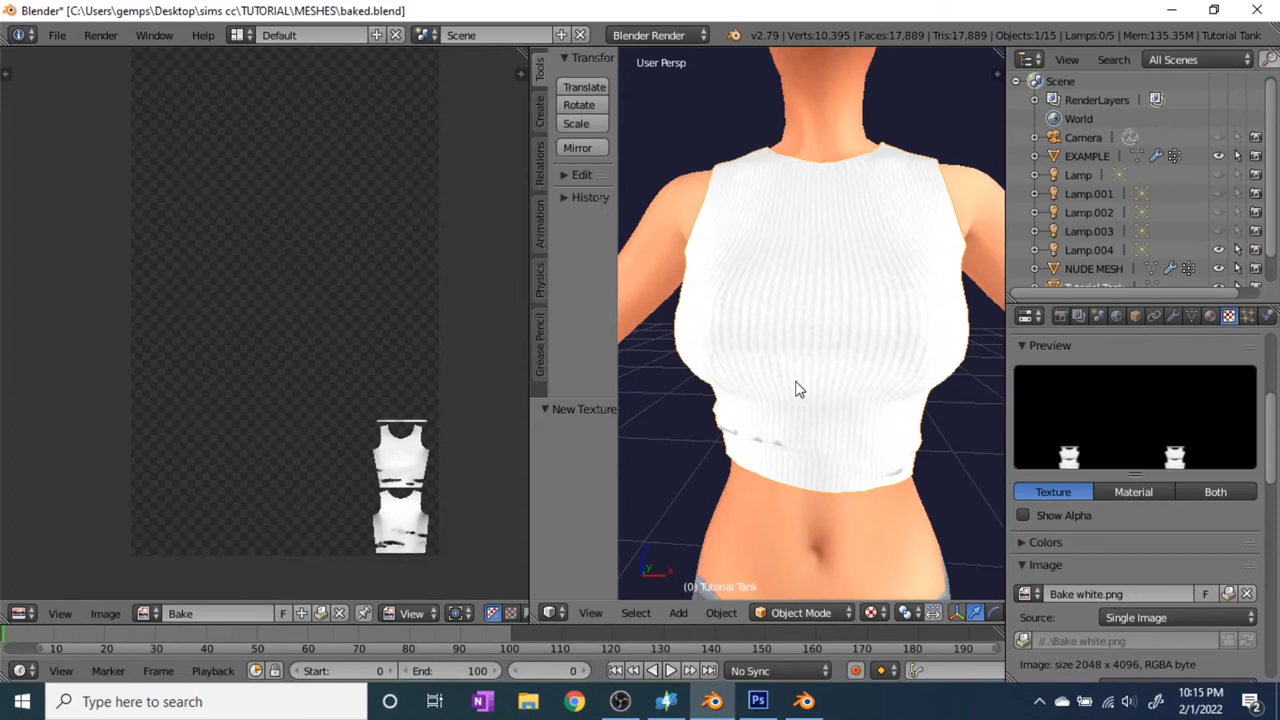 Blender* [C:\Users\gemps\Desktop\sims cc\TUTORIAL\MESHES\baked.blend]
File Render Window Help Default Scene Blender Render v2.79 | Verts:10,395 | Faces:17,889 | Tris:17,889 | Objects:1/15 | Lamps:0/5 | Mem:135.35M | Tutorial Tank
View Search All Scenes
Tools
Create
Relations
Animation
Physics
Grease Pencil
Transfor
Translate
Rotate
Scale
Mirror
Edit
History
New Texture
User Persp
(0) Tutorial Tank
Scene
RenderLayers
World
Camera
EXAMPLE
Lamp
Lamp.001
Lamp.002
Lamp.003
Lamp.004
NUDE MESH
Tutorial Tank
Preview
Texture Material Both
Show Alpha
Colors
Image
Bake white.png F
Source: Single Image
//..\Bake white.png
Image: size 2048 x 4096, RGBA byte
View Image Bake F View
View Select Add Object Object Mode
10 20 30 40 50 60 70 80 90 100 110 120 130 140 150 160 170 180 190
View Marker Frame Playback Start: 0 End: 100 0 No Sync
Type here to search
10:15 PM
2/1/2022
2